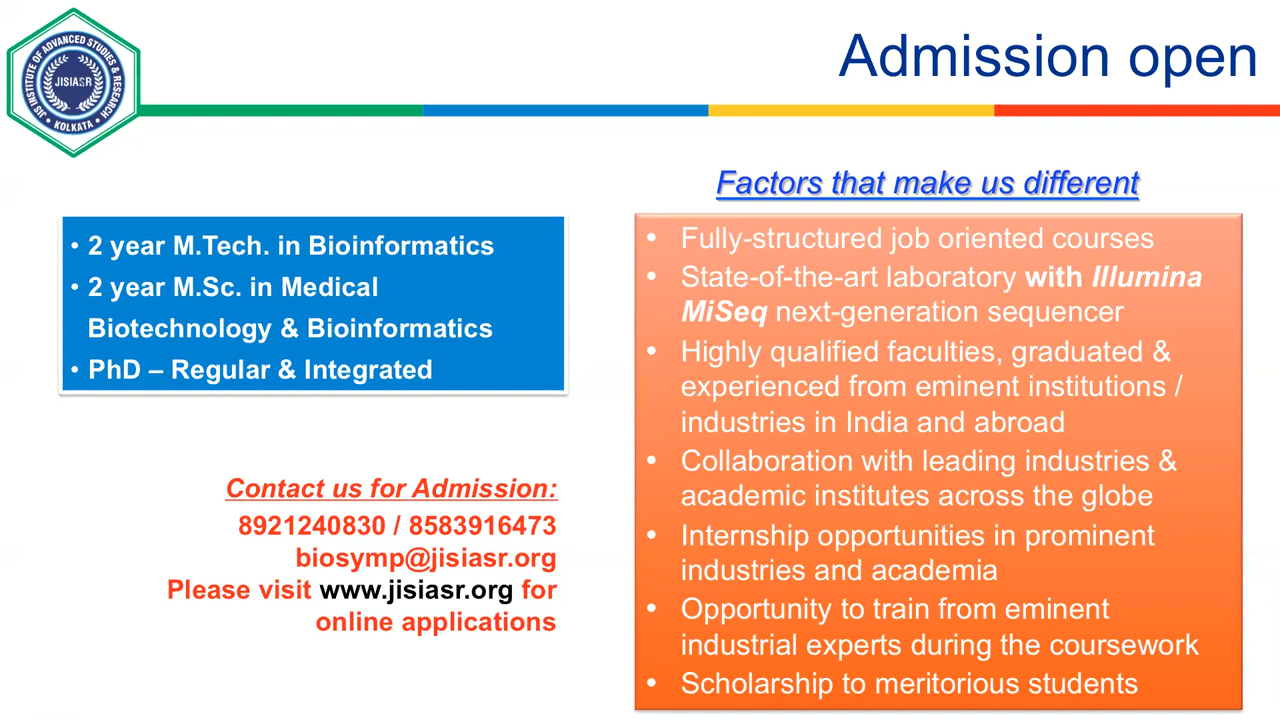 JIS INSTITUTE OF ADVANCED STUDIES & RESEARCH
JISIASR
• KOLKATA •
Admission open
• 2 year M.Tech. in Bioinformatics
• 2 year M.Sc. in Medical
Biotechnology & Bioinformatics
• PhD – Regular & Integrated
Contact us for Admission:
8921240830 / 8583916473
biosymp@jisiasr.org
Please visit www.jisiasr.org for
online applications
Factors that make us different
• Fully-structured job oriented courses
• State-of-the-art laboratory with Illumina
MiSeq next-generation sequencer
• Highly qualified faculties, graduated &
experienced from eminent institutions /
industries in India and abroad
• Collaboration with leading industries &
academic institutes across the globe
• Internship opportunities in prominent
industries and academia
• Opportunity to train from eminent
industrial experts during the coursework
• Scholarship to meritorious students